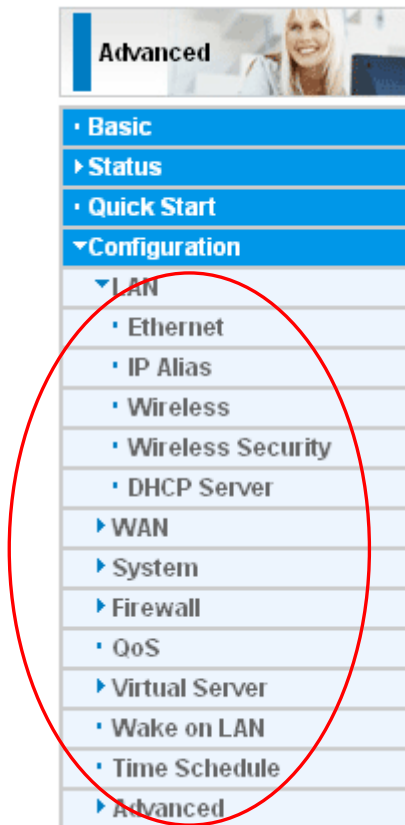 Advanced
Basic
Status
Quick Start
Configuration
LAN
Ethernet
IP Alias
Wireless
Wireless Security
DHCP Server
WAN
System
Firewall
QoS
Virtual Server
Wake on LAN
Time Schedule
Advanced